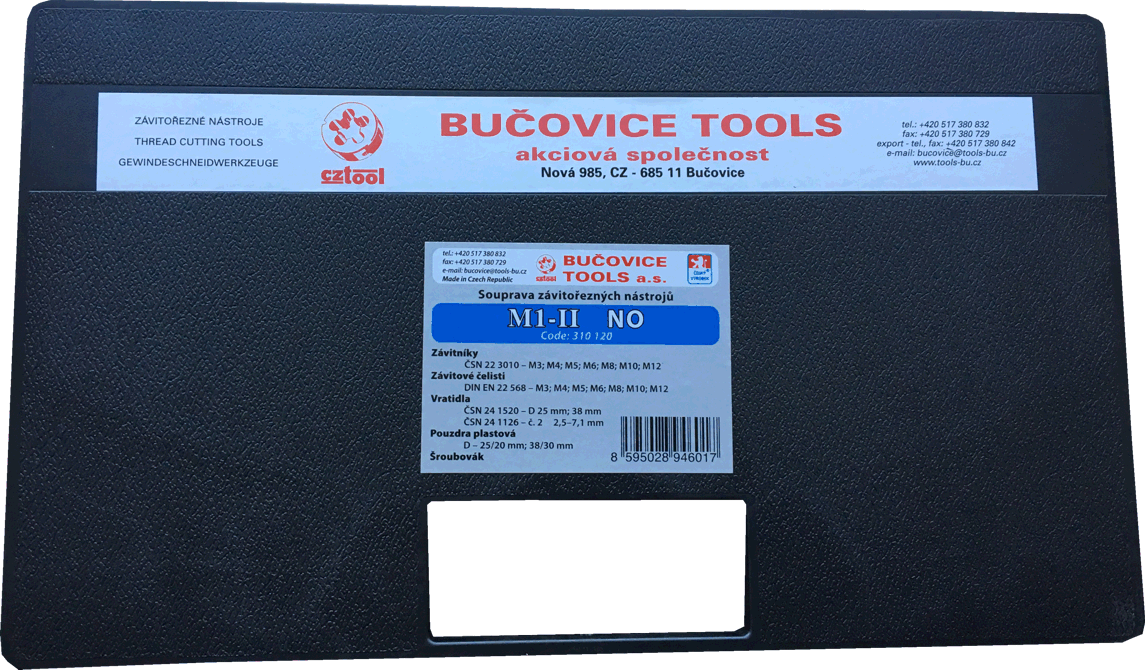 ZÁVITOŘEZNÉ NÁSTROJE
THREAD CUTTING TOOLS
GEWINDESCHNEIDWERKZEUGE
cztool
BUČOVICE TOOLS
akciová společnost
Nová 985, CZ - 685 11 Bučovice
tel.: +420 517 380 832
fax: +420 517 380 729
export - tel., fax: +420 517 380 842
e-mail: bucovice@tools-bu.cz
www.tools-bu.cz
tel.: +420 517 380 832
fax: +420 517 380 729
e-mail: bucovice@tools-bu.cz
Made in Czech Republic
cztool
BUČOVICE
TOOLS a.s.
ČESKÝ
VÝROBEK
Souprava závitořezných nástrojů
M1-II NO
Code: 310 120
Závitníky
ČSN 22 3010 – M3; M4; M5; M6; M8; M10; M12
Závitové čelisti
DIN EN 22 568 – M3; M4; M5; M6; M8; M10; M12
Vratidla
ČSN 24 1520 – D 25 mm; 38 mm
ČSN 24 1126 – č. 2 2,5–7,1 mm
Pouzdra plastová
D – 25/20 mm; 38/30 mm
Šroubovák
8 595028 946017